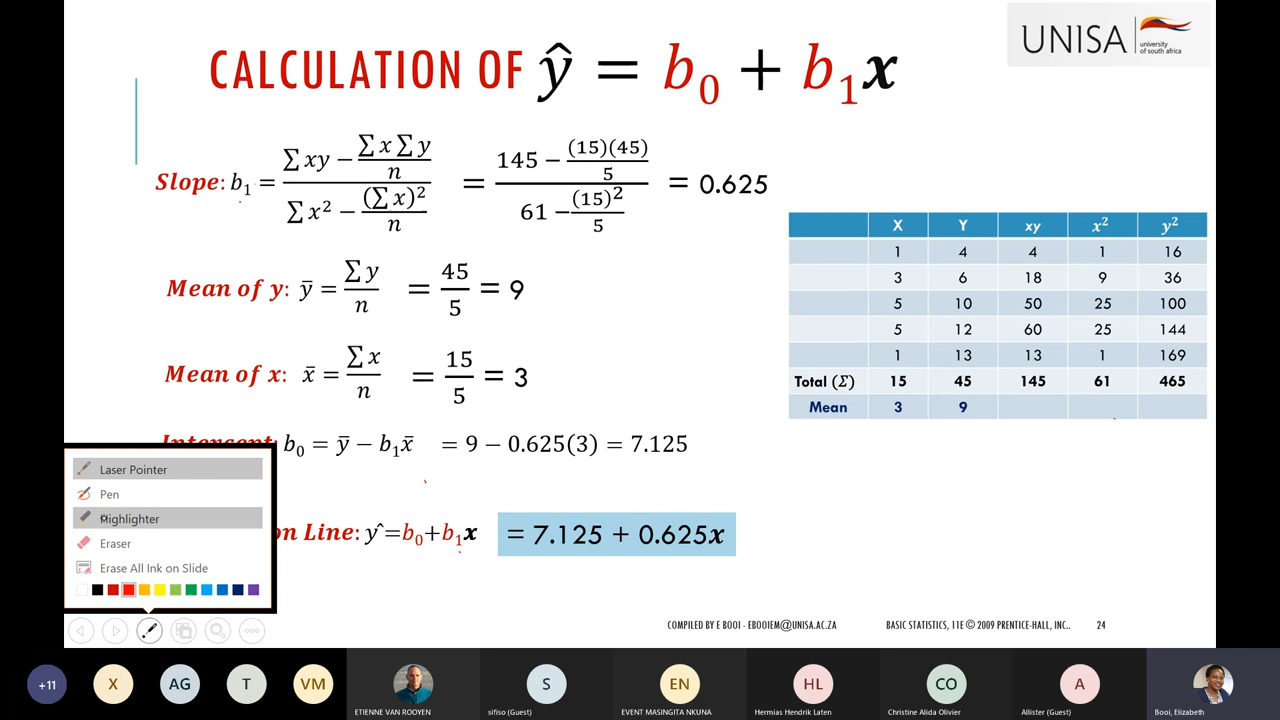 CALCULATION OF ŷ = b₀ + b₁x
UNISA university of south africa
Slope: b₁ = (∑xy − (∑x∑y)/n) / (∑x² − (∑x)²/n) = (145 − (15)(45)/5) / (61 − (15)²/5) = 0.625
Mean of y: ȳ = ∑y/n = 45/5 = 9
Mean of x: x̄ = ∑x/n = 15/5 = 3
Intercept: b₀ = ȳ − b₁x̄ = 9 − 0.625(3) = 7.125
on Line: yˆ=b₀+b₁x = 7.125 + 0.625x
X Y xy x² y²
1 4 4 1 16
3 6 18 9 36
5 10 50 25 100
5 12 60 25 144
1 13 13 1 169
Total (Σ) 15 45 145 61 465
Mean 3 9
Laser Pointer
Pen
Highlighter
Eraser
Erase All Ink on Slide
COMPILED BY E BOOI - EBOOIEM@UNISA.AC.ZA BASIC STATISTICS, 11E © 2009 PRENTICE-HALL, INC.. 24
+11 X AG T VM S EN HL CO A
ETIENNE VAN ROOYEN sifiso (Guest) EVENT MASINGITA NKUNA Hermias Hendrik Laten Christine Alida Olivier Allister (Guest) Booi, Elizabeth